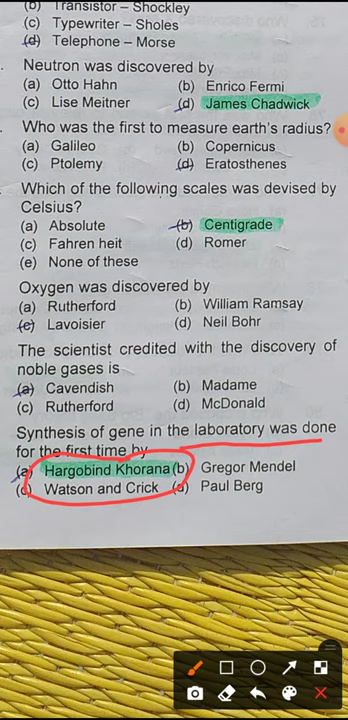 (b) Transistor – Shockley
(c) Typewriter – Sholes
(d) Telephone – Morse
Neutron was discovered by
(a) Otto Hahn (b) Enrico Fermi
(c) Lise Meitner (d) James Chadwick
Who was the first to measure earth's radius?
(a) Galileo (b) Copernicus
(c) Ptolemy (d) Eratosthenes
Which of the following scales was devised by
Celsius?
(a) Absolute (b) Centigrade
(c) Fahren heit (d) Romer
(e) None of these
Oxygen was discovered by
(a) Rutherford (b) William Ramsay
(c) Lavoisier (d) Neil Bohr
The scientist credited with the discovery of
noble gases is
(a) Cavendish (b) Madame
(c) Rutherford (d) McDonald
Synthesis of gene in the laboratory was done
for the first time by
(a) Hargobind Khorana (b) Gregor Mendel
(c) Watson and Crick (d) Paul Berg